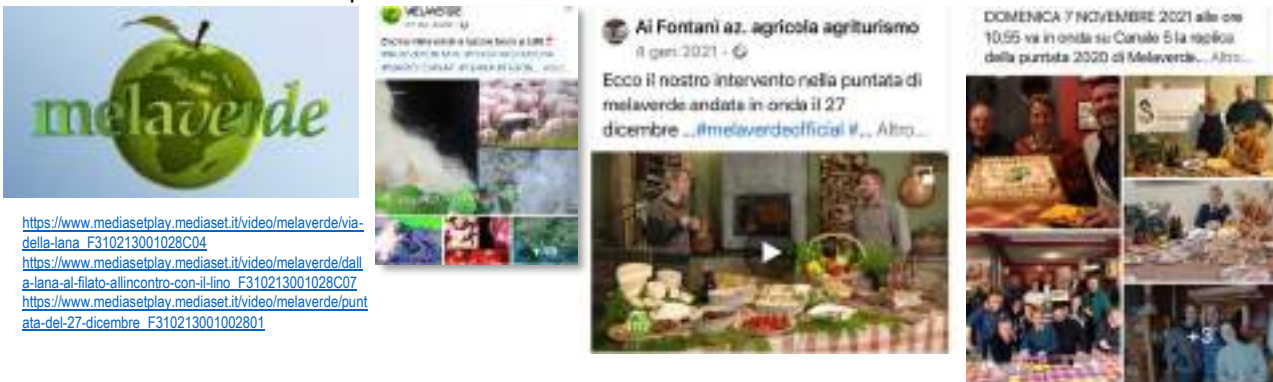 melaverde
https://www.mediasetplay.mediaset.it/video/melaverde/via-
della-lana_F310213001028C04
https://www.mediasetplay.mediaset.it/video/melaverde/dall
a-lana-al-filato-allincontro-con-il-lino_F310213001028C07
https://www.mediasetplay.mediaset.it/video/melaverde/punt
ata-del-27-dicembre_F310213001002801
MELAVERDE
Ai Fontani az. agricola agriturismo
4 gen 2021
Ecco il nostro intervento nella puntata di
melaverde andata in onda il 27
dicembre ...#melaverdeofficial #... Altro...
DOMENICA 7 NOVEMBRE 2021 alle ore
10.55 va in onda su Canale 5 la replica
della puntata 2020 di Melaverde... Altro...
+3